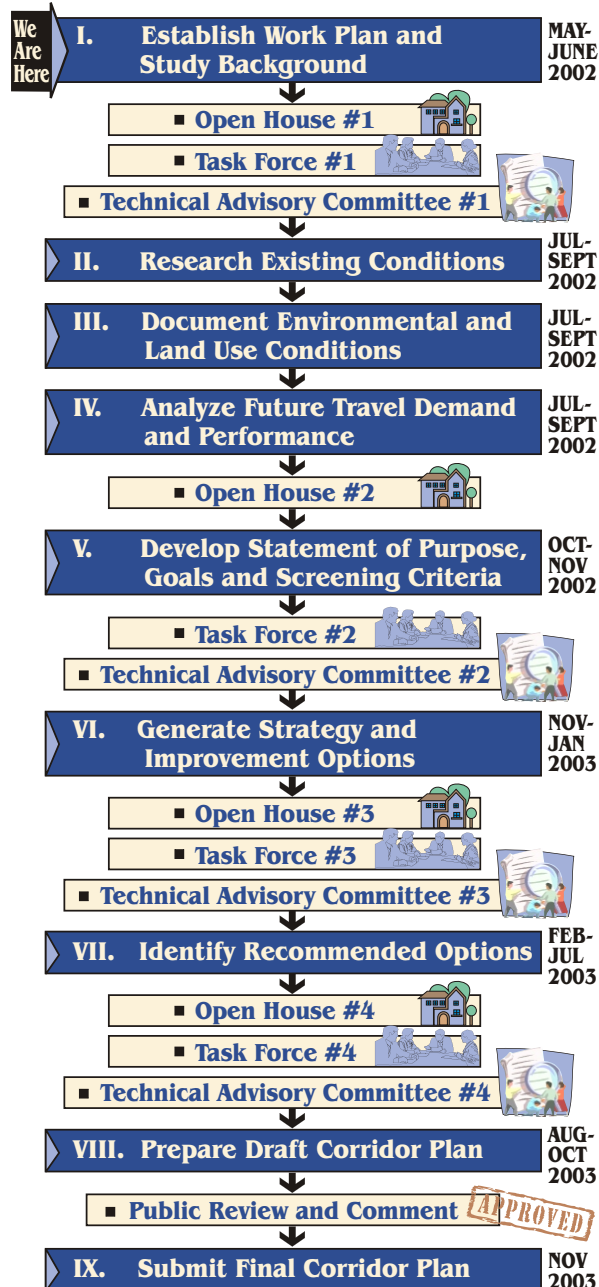 We
Are
Here
I. Establish Work Plan and
Study Background
MAY-
JUNE
2002
■ Open House #1
■ Task Force #1
■ Technical Advisory Committee #1
II. Research Existing Conditions
JUL-
SEPT
2002
III. Document Environmental and
Land Use Conditions
JUL-
SEPT
2002
IV. Analyze Future Travel Demand
and Performance
JUL-
SEPT
2002
■ Open House #2
V. Develop Statement of Purpose,
Goals and Screening Criteria
OCT-
NOV
2002
■ Task Force #2
■ Technical Advisory Committee #2
VI. Generate Strategy and
Improvement Options
NOV-
JAN
2003
■ Open House #3
■ Task Force #3
■ Technical Advisory Committee #3
VII. Identify Recommended Options
FEB-
JUL
2003
■ Open House #4
■ Task Force #4
■ Technical Advisory Committee #4
VIII. Prepare Draft Corridor Plan
AUG-
OCT
2003
■ Public Review and Comment
APPROVED
IX. Submit Final Corridor Plan
NOV
2003